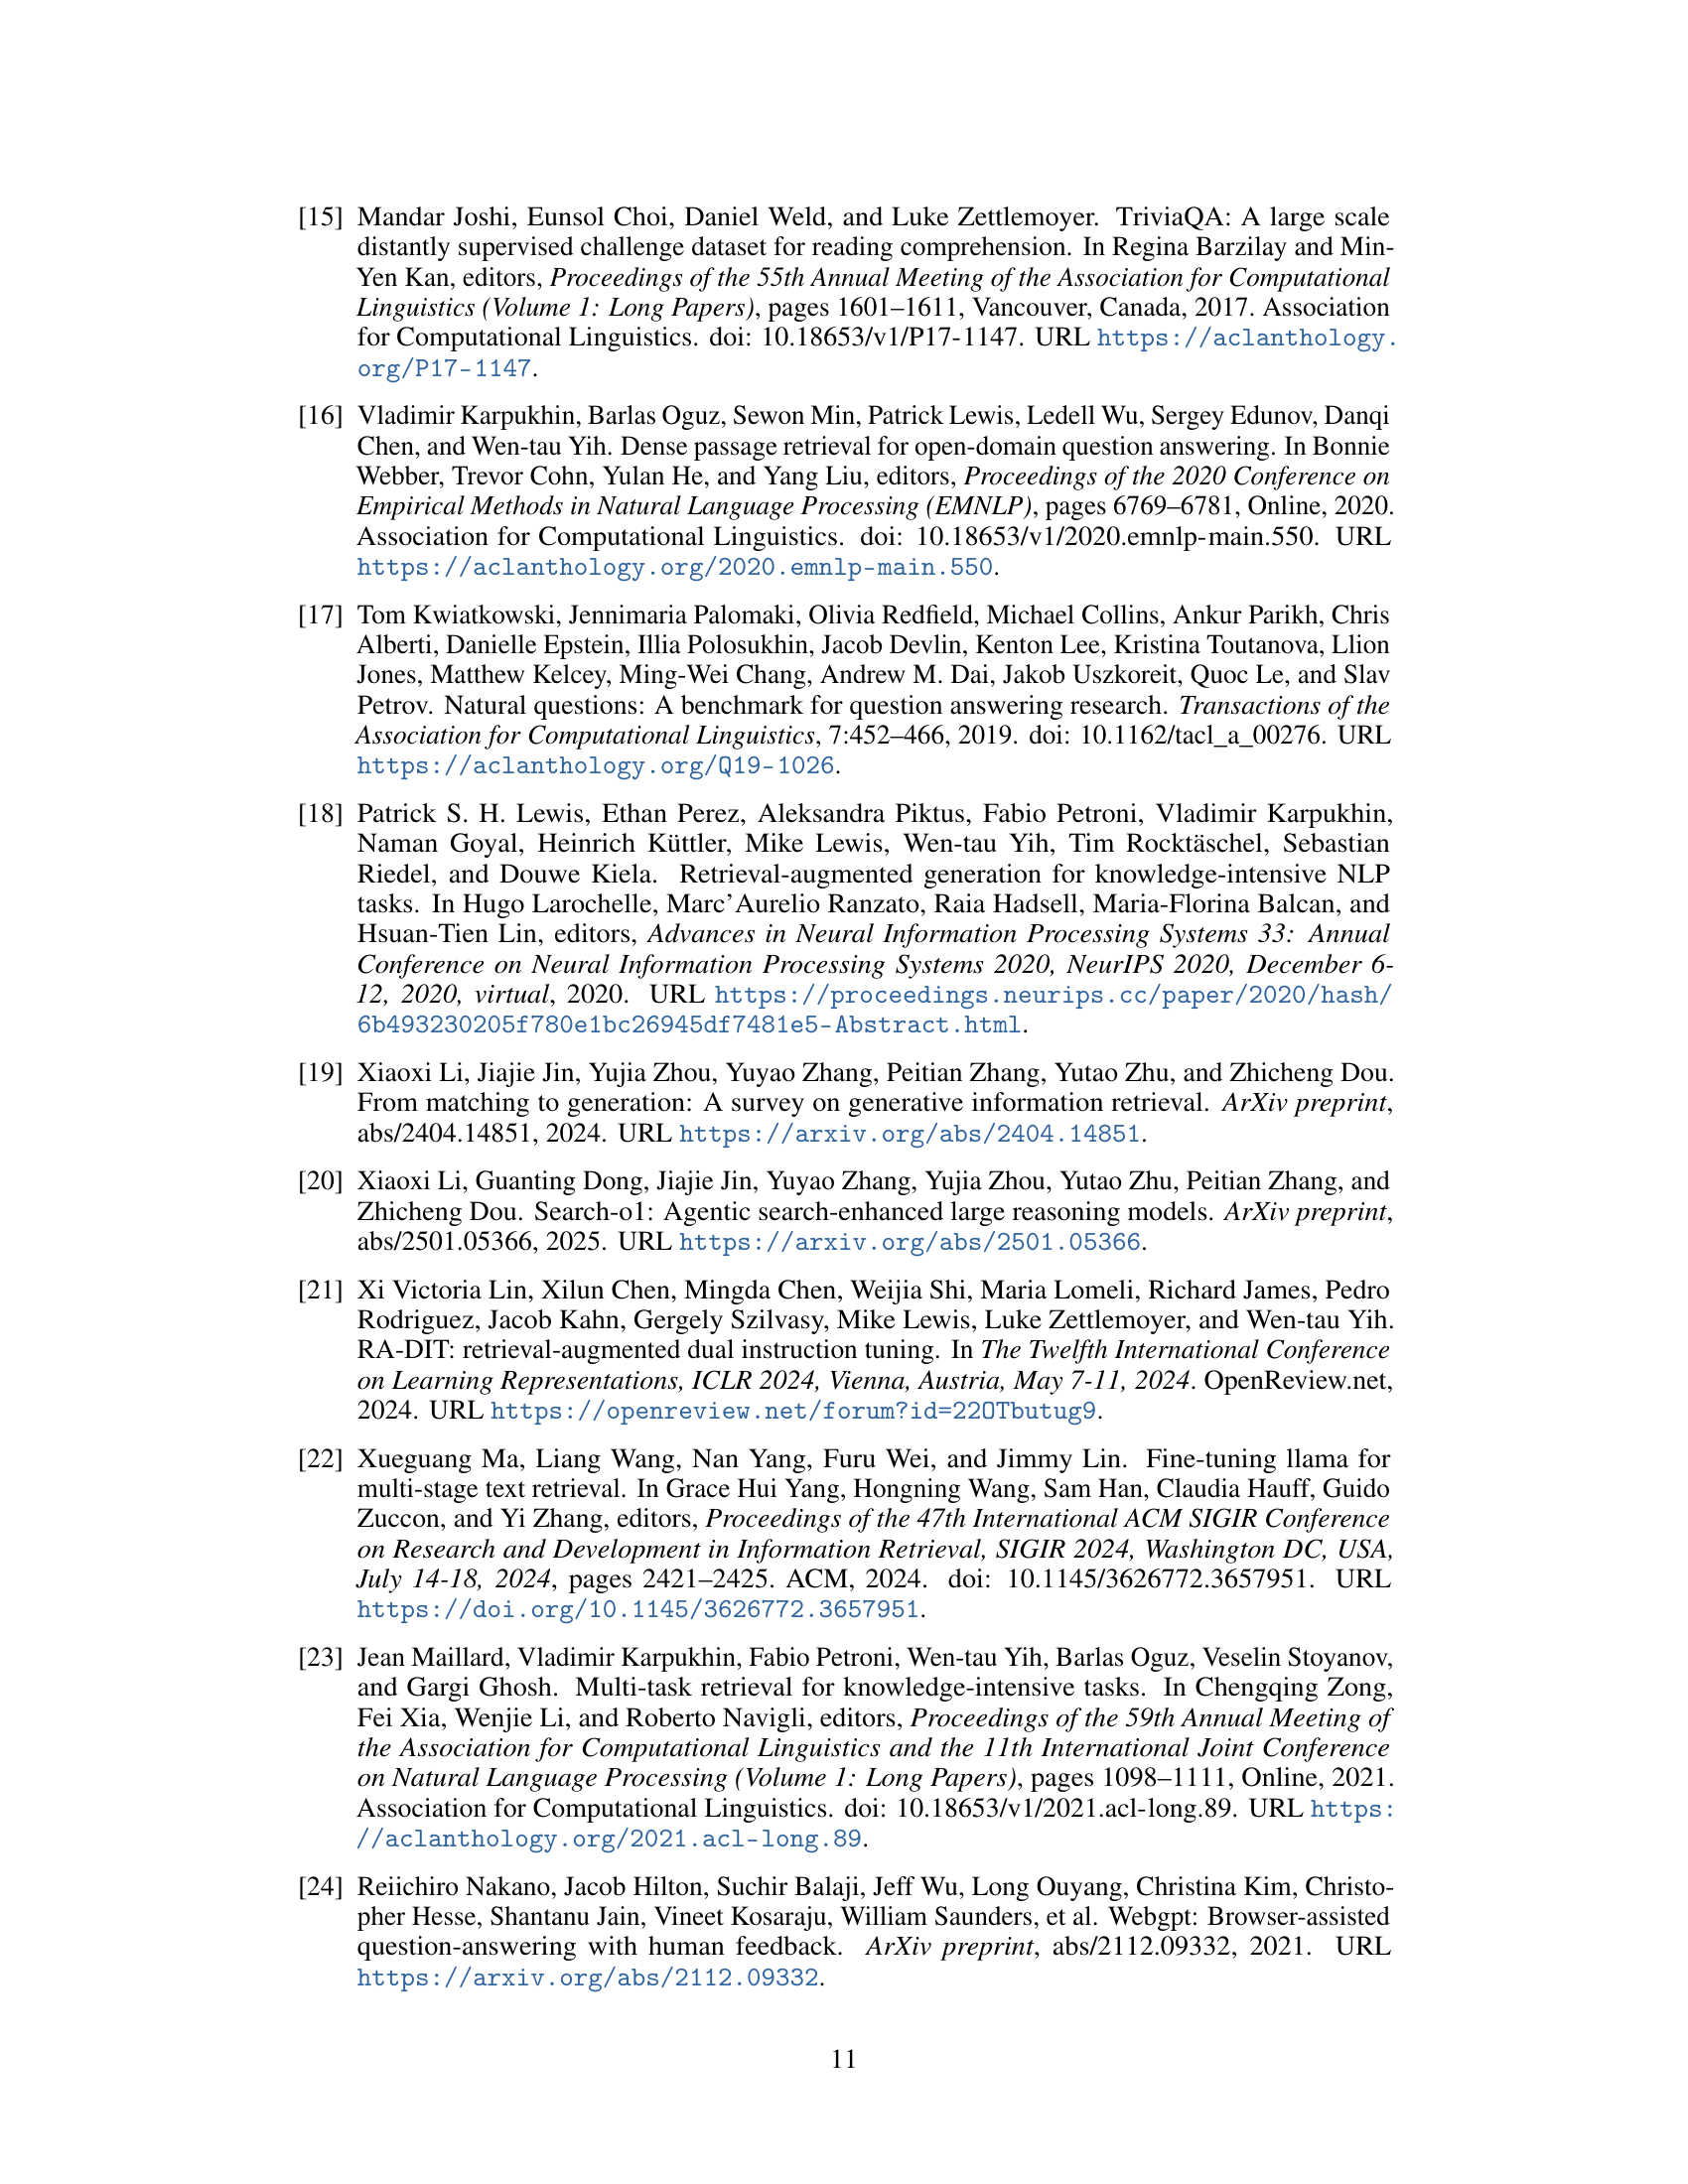 [15] Mandar Joshi, Eunsol Choi, Daniel Weld, and Luke Zettlemoyer. TriviaQA: A large scale
distantly supervised challenge dataset for reading comprehension. In Regina Barzilay and Min-
Yen Kan, editors, Proceedings of the 55th Annual Meeting of the Association for Computational
Linguistics (Volume 1: Long Papers), pages 1601–1611, Vancouver, Canada, 2017. Association
for Computational Linguistics. doi: 10.18653/v1/P17-1147. URL https://aclanthology.
org/P17-1147.
[16] Vladimir Karpukhin, Barlas Oguz, Sewon Min, Patrick Lewis, Ledell Wu, Sergey Edunov, Danqi
Chen, and Wen-tau Yih. Dense passage retrieval for open-domain question answering. In Bonnie
Webber, Trevor Cohn, Yulan He, and Yang Liu, editors, Proceedings of the 2020 Conference on
Empirical Methods in Natural Language Processing (EMNLP), pages 6769–6781, Online, 2020.
Association for Computational Linguistics. doi: 10.18653/v1/2020.emnlp-main.550. URL
https://aclanthology.org/2020.emnlp-main.550.
[17] Tom Kwiatkowski, Jennimaria Palomaki, Olivia Redfield, Michael Collins, Ankur Parikh, Chris
Alberti, Danielle Epstein, Illia Polosukhin, Jacob Devlin, Kenton Lee, Kristina Toutanova, Llion
Jones, Matthew Kelcey, Ming-Wei Chang, Andrew M. Dai, Jakob Uszkoreit, Quoc Le, and Slav
Petrov. Natural questions: A benchmark for question answering research. Transactions of the
Association for Computational Linguistics, 7:452–466, 2019. doi: 10.1162/tacl_a_00276. URL
https://aclanthology.org/Q19-1026.
[18] Patrick S. H. Lewis, Ethan Perez, Aleksandra Piktus, Fabio Petroni, Vladimir Karpukhin,
Naman Goyal, Heinrich Küttler, Mike Lewis, Wen-tau Yih, Tim Rocktäschel, Sebastian
Riedel, and Douwe Kiela. Retrieval-augmented generation for knowledge-intensive NLP
tasks. In Hugo Larochelle, Marc’Aurelio Ranzato, Raia Hadsell, Maria-Florina Balcan, and
Hsuan-Tien Lin, editors, Advances in Neural Information Processing Systems 33: Annual
Conference on Neural Information Processing Systems 2020, NeurIPS 2020, December 6-
12, 2020, virtual, 2020. URL https://proceedings.neurips.cc/paper/2020/hash/
6b493230205f780e1bc26945df7481e5-Abstract.html.
[19] Xiaoxi Li, Jiajie Jin, Yujia Zhou, Yuyao Zhang, Peitian Zhang, Yutao Zhu, and Zhicheng Dou.
From matching to generation: A survey on generative information retrieval. ArXiv preprint,
abs/2404.14851, 2024. URL https://arxiv.org/abs/2404.14851.
[20] Xiaoxi Li, Guanting Dong, Jiajie Jin, Yuyao Zhang, Yujia Zhou, Yutao Zhu, Peitian Zhang, and
Zhicheng Dou. Search-o1: Agentic search-enhanced large reasoning models. ArXiv preprint,
abs/2501.05366, 2025. URL https://arxiv.org/abs/2501.05366.
[21] Xi Victoria Lin, Xilun Chen, Mingda Chen, Weijia Shi, Maria Lomeli, Richard James, Pedro
Rodriguez, Jacob Kahn, Gergely Szilvasy, Mike Lewis, Luke Zettlemoyer, and Wen-tau Yih.
RA-DIT: retrieval-augmented dual instruction tuning. In The Twelfth International Conference
on Learning Representations, ICLR 2024, Vienna, Austria, May 7-11, 2024. OpenReview.net,
2024. URL https://openreview.net/forum?id=22OTbutug9.
[22] Xueguang Ma, Liang Wang, Nan Yang, Furu Wei, and Jimmy Lin. Fine-tuning llama for
multi-stage text retrieval. In Grace Hui Yang, Hongning Wang, Sam Han, Claudia Hauff, Guido
Zuccon, and Yi Zhang, editors, Proceedings of the 47th International ACM SIGIR Conference
on Research and Development in Information Retrieval, SIGIR 2024, Washington DC, USA,
July 14-18, 2024, pages 2421–2425. ACM, 2024. doi: 10.1145/3626772.3657951. URL
https://doi.org/10.1145/3626772.3657951.
[23] Jean Maillard, Vladimir Karpukhin, Fabio Petroni, Wen-tau Yih, Barlas Oguz, Veselin Stoyanov,
and Gargi Ghosh. Multi-task retrieval for knowledge-intensive tasks. In Chengqing Zong,
Fei Xia, Wenjie Li, and Roberto Navigli, editors, Proceedings of the 59th Annual Meeting of
the Association for Computational Linguistics and the 11th International Joint Conference
on Natural Language Processing (Volume 1: Long Papers), pages 1098–1111, Online, 2021.
Association for Computational Linguistics. doi: 10.18653/v1/2021.acl-long.89. URL https:
//aclanthology.org/2021.acl-long.89.
[24] Reiichiro Nakano, Jacob Hilton, Suchir Balaji, Jeff Wu, Long Ouyang, Christina Kim, Christo-
pher Hesse, Shantanu Jain, Vineet Kosaraju, William Saunders, et al. Webgpt: Browser-assisted
question-answering with human feedback. ArXiv preprint, abs/2112.09332, 2021. URL
https://arxiv.org/abs/2112.09332.
11